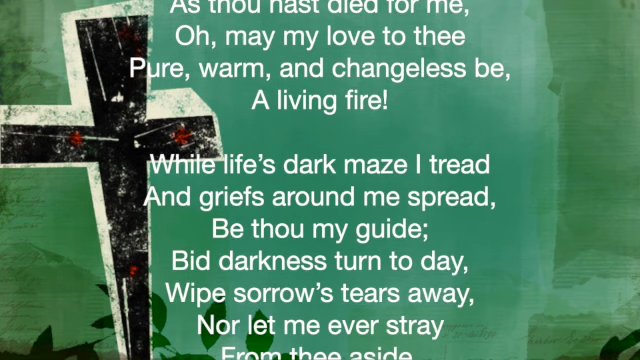 As thou hast died for me,
Oh, may my love to thee
Pure, warm, and changeless be,
A living fire!
While life’s dark maze I tread
And griefs around me spread,
Be thou my guide;
Bid darkness turn to day,
Wipe sorrow’s tears away,
Nor let me ever stray
From thee aside